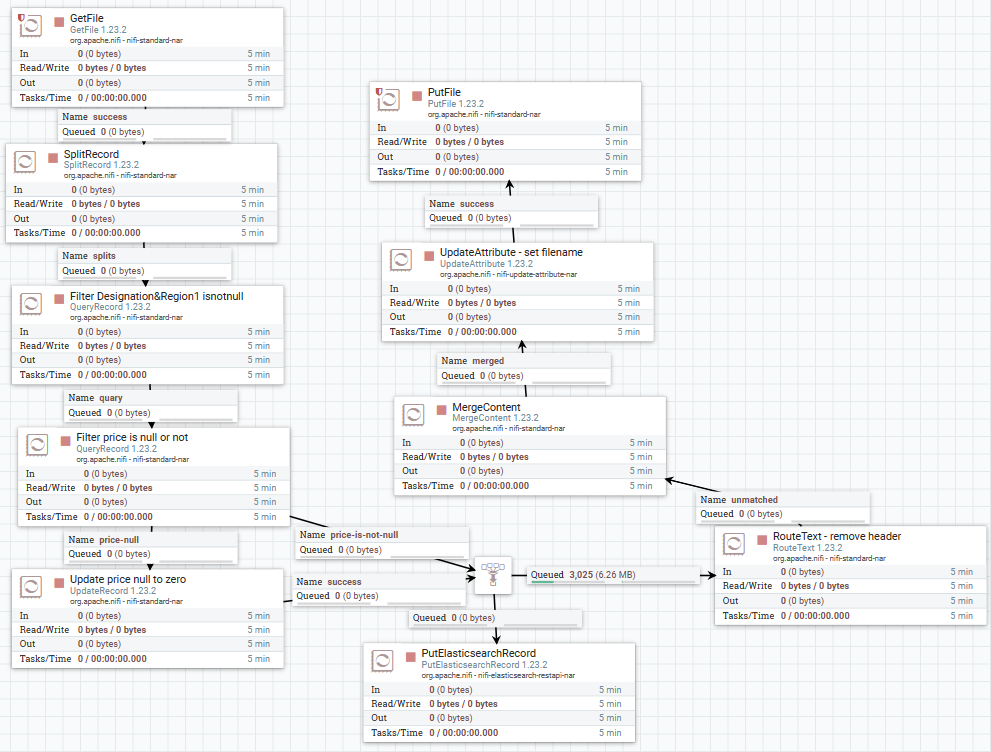 GetFile
GetFile 1.23.2
org.apache.nifi - nifi-standard-nar
In 0 (0 bytes) 5 min
Read/Write 0 bytes / 0 bytes 5 min
Out 0 (0 bytes) 5 min
Tasks/Time 0 / 00:00:00.000 5 min
Name success
Queued 0 (0 bytes)
SplitRecord
SplitRecord 1.23.2
org.apache.nifi - nifi-standard-nar
In 0 (0 bytes) 5 min
Read/Write 0 bytes / 0 bytes 5 min
Out 0 (0 bytes) 5 min
Tasks/Time 0 / 00:00:00.000 5 min
Name splits
Queued 0 (0 bytes)
Filter Designation&Region1 isnotnull
QueryRecord 1.23.2
org.apache.nifi - nifi-standard-nar
In 0 (0 bytes) 5 min
Read/Write 0 bytes / 0 bytes 5 min
Out 0 (0 bytes) 5 min
Tasks/Time 0 / 00:00:00.000 5 min
Name query
Queued 0 (0 bytes)
Filter price is null or not
QueryRecord 1.23.2
org.apache.nifi - nifi-standard-nar
In 0 (0 bytes) 5 min
Read/Write 0 bytes / 0 bytes 5 min
Out 0 (0 bytes) 5 min
Tasks/Time 0 / 00:00:00.000 5 min
Name price-null
Queued 0 (0 bytes)
Update price null to zero
UpdateRecord 1.23.2
org.apache.nifi - nifi-standard-nar
In 0 (0 bytes) 5 min
Read/Write 0 bytes / 0 bytes 5 min
Out 0 (0 bytes) 5 min
Tasks/Time 0 / 00:00:00.000 5 min
Name price-is-not-null
Queued 0 (0 bytes)
Name success
Queued 0 (0 bytes)
Queued 0 (0 bytes)
PutElasticsearchRecord
PutElasticsearchRecord 1.23.2
org.apache.nifi - nifi-elasticsearch-restapi-nar
In 0 (0 bytes) 5 min
Read/Write 0 bytes / 0 bytes 5 min
Out 0 (0 bytes) 5 min
Tasks/Time 0 / 00:00:00.000 5 min
Queued 3,025 (6.26 MB)
RouteText - remove header
RouteText 1.23.2
org.apache.nifi - nifi-standard-nar
In 0 (0 bytes) 5 min
Read/Write 0 bytes / 0 bytes 5 min
Out 0 (0 bytes) 5 min
Tasks/Time 0 / 00:00:00.000 5 min
Name unmatched
Queued 0 (0 bytes)
MergeContent
MergeContent 1.23.2
org.apache.nifi - nifi-standard-nar
In 0 (0 bytes) 5 min
Read/Write 0 bytes / 0 bytes 5 min
Out 0 (0 bytes) 5 min
Tasks/Time 0 / 00:00:00.000 5 min
Name merged
Queued 0 (0 bytes)
UpdateAttribute - set filename
UpdateAttribute 1.23.2
org.apache.nifi - nifi-update-attribute-nar
In 0 (0 bytes) 5 min
Read/Write 0 bytes / 0 bytes 5 min
Out 0 (0 bytes) 5 min
Tasks/Time 0 / 00:00:00.000 5 min
Name success
Queued 0 (0 bytes)
PutFile
PutFile 1.23.2
org.apache.nifi - nifi-standard-nar
In 0 (0 bytes) 5 min
Read/Write 0 bytes / 0 bytes 5 min
Out 0 (0 bytes) 5 min
Tasks/Time 0 / 00:00:00.000 5 min